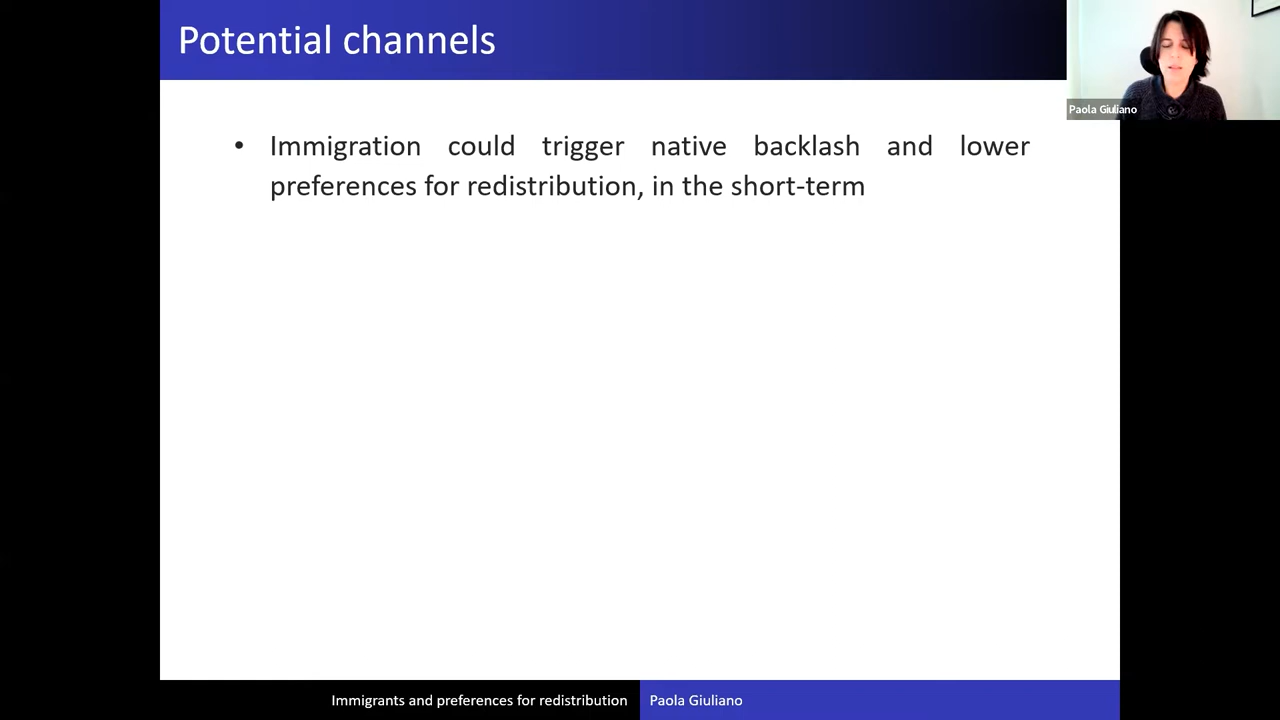 Potential channels
Paola Giuliano
• Immigration could trigger native backlash and lower
preferences for redistribution, in the short-term
Immigrants and preferences for redistribution
Paola Giuliano